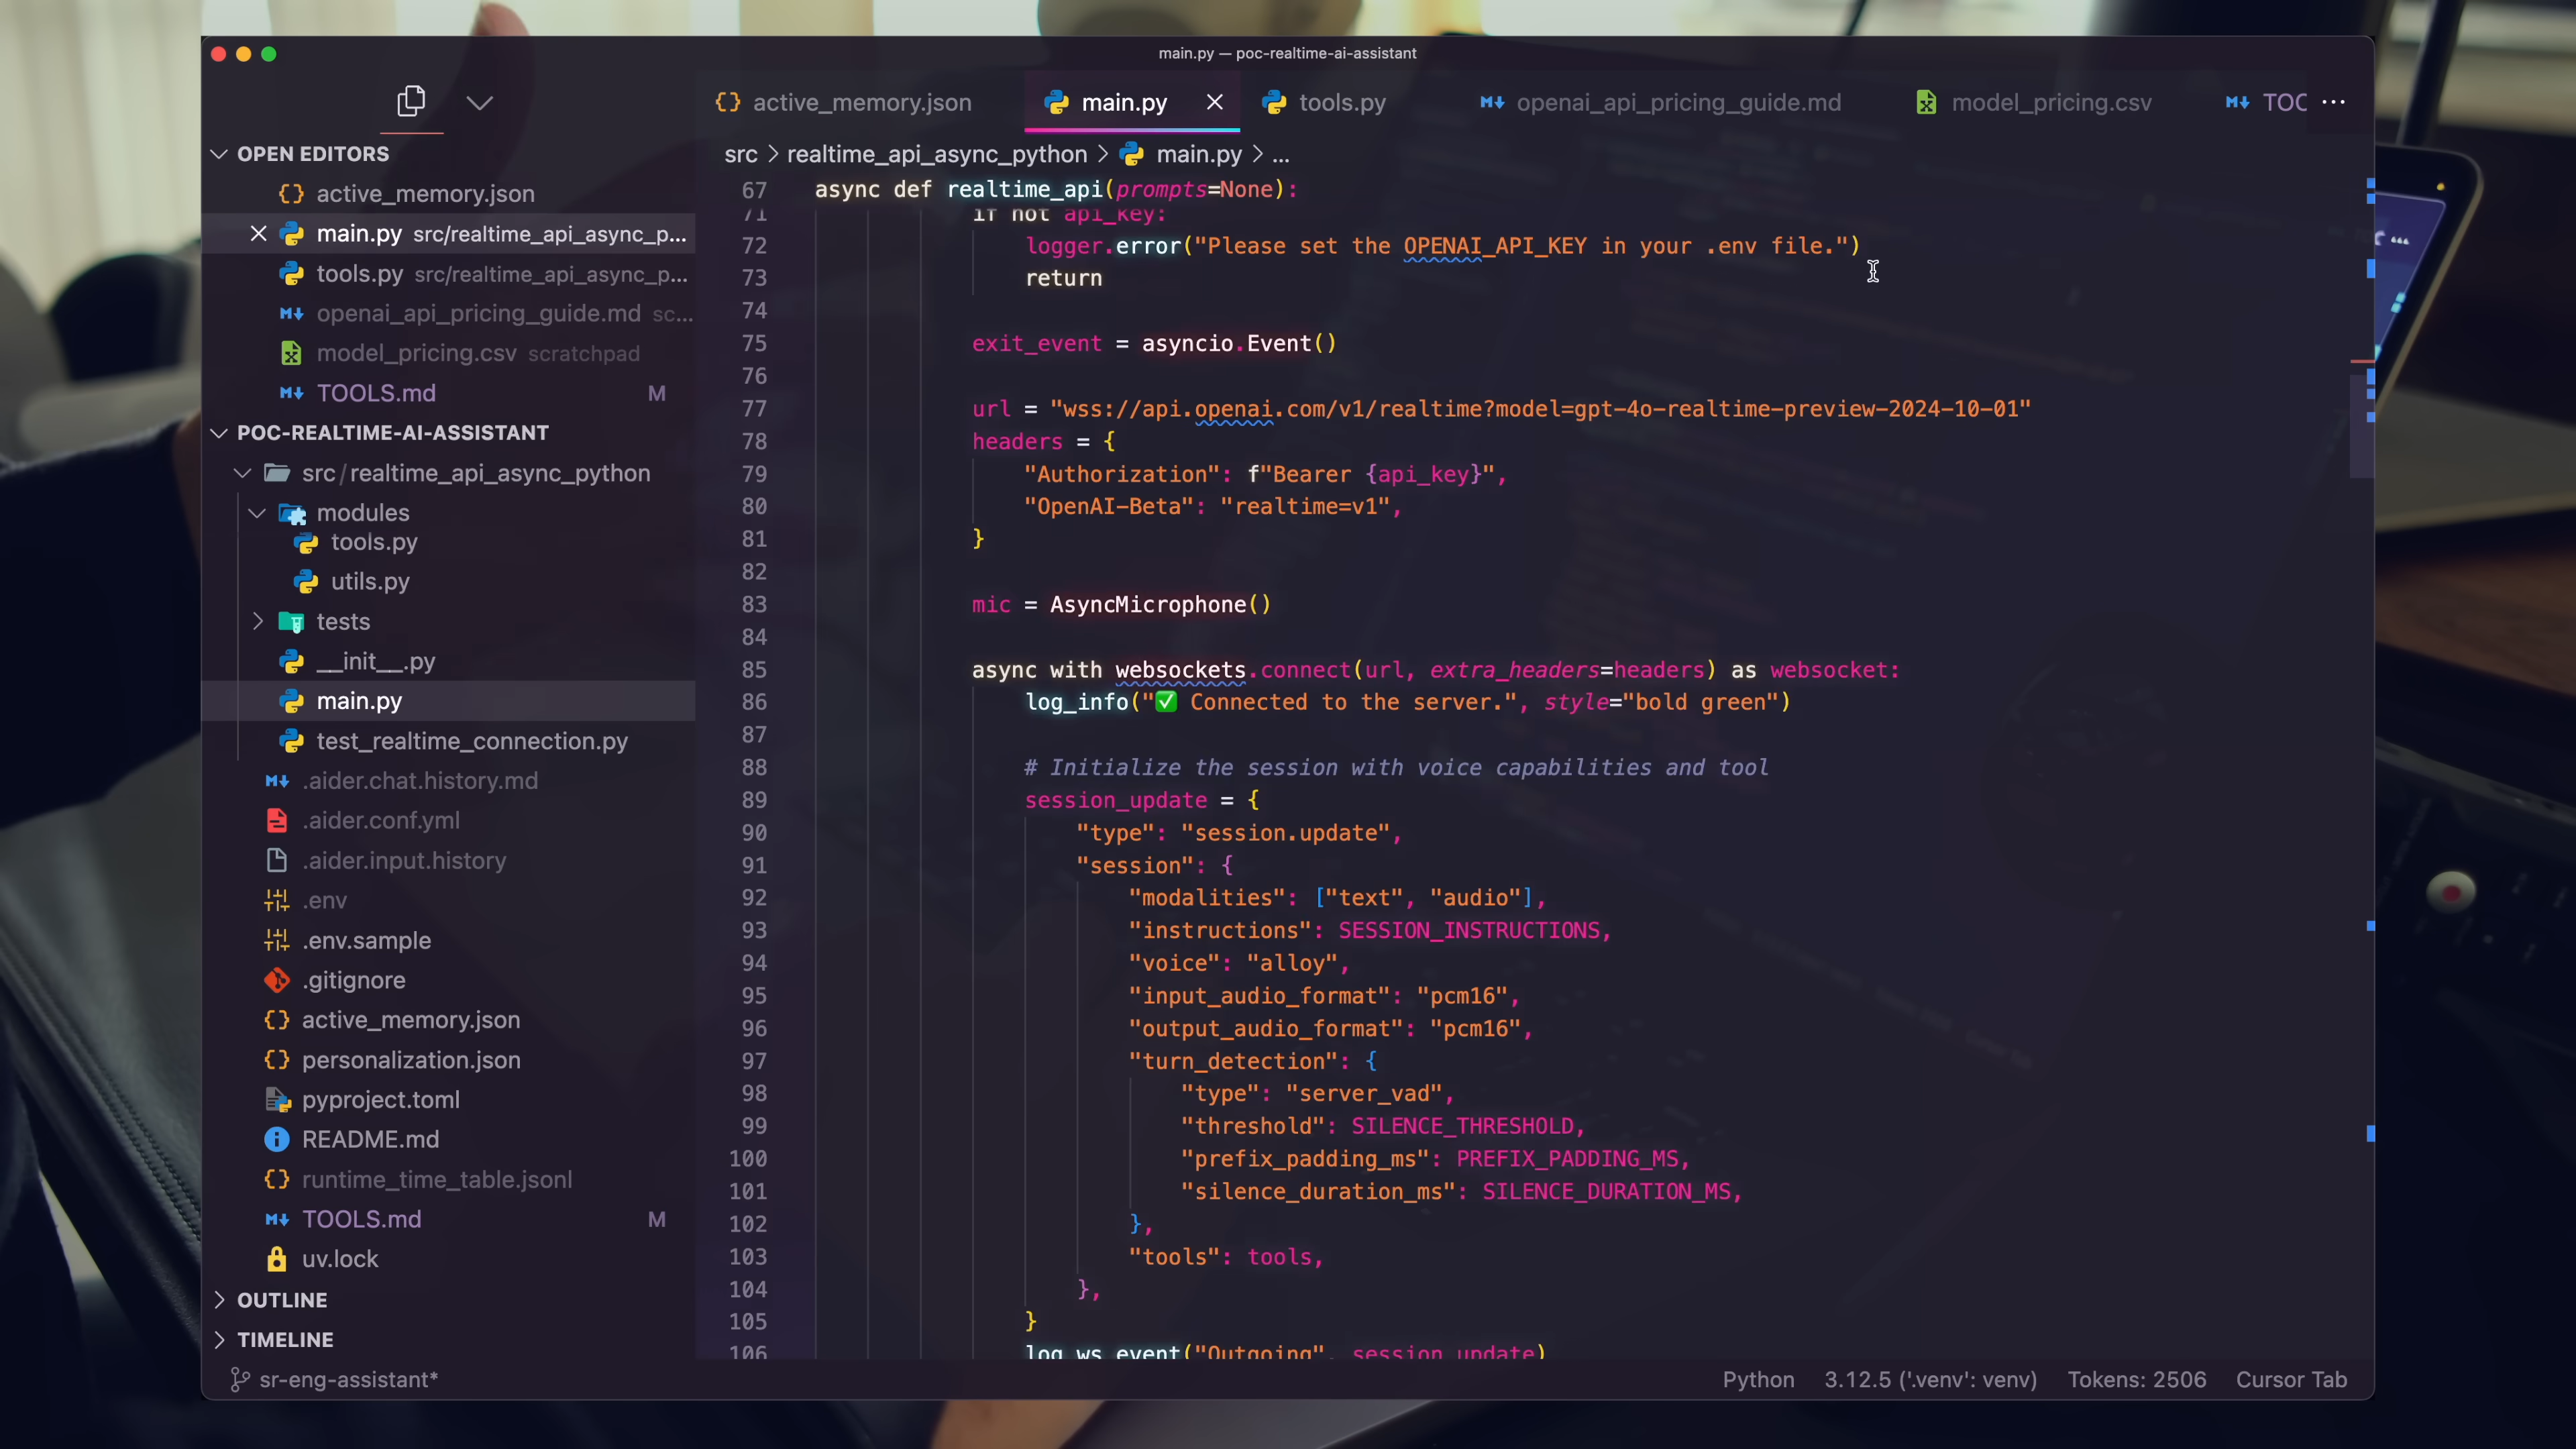 main.py — poc-realtime-ai-assistant
active_memory.json
main.py
tools.py
openai_api_pricing_guide.md
model_pricing.csv
TOC
src > realtime_api_async_python > main.py > ...
OPEN EDITORS
active_memory.json
main.py src/realtime_api_async_p...
tools.py src/realtime_api_async_p...
openai_api_pricing_guide.md sc...
model_pricing.csv scratchpad
TOOLS.md M
POC-REALTIME-AI-ASSISTANT
src / realtime_api_async_python
modules
tools.py
utils.py
tests
__init__.py
main.py
test_realtime_connection.py
.aider.chat.history.md
.aider.conf.yml
.aider.input.history
.env
.env.sample
.gitignore
active_memory.json
personalization.json
pyproject.toml
README.md
runtime_time_table.jsonl
TOOLS.md M
uv.lock
OUTLINE
TIMELINE
67 async def realtime_api(prompts=None):
71 if not api_key:
72 logger.error("Please set the OPENAI_API_KEY in your .env file.")
73 return
74
75 exit_event = asyncio.Event()
76
77 url = "wss://api.openai.com/v1/realtime?model=gpt-4o-realtime-preview-2024-10-01"
78 headers = {
79 "Authorization": f"Bearer {api_key}",
80 "OpenAI-Beta": "realtime=v1",
81 }
82
83 mic = AsyncMicrophone()
84
85 async with websockets.connect(url, extra_headers=headers) as websocket:
86 log_info("✅ Connected to the server.", style="bold green")
87
88 # Initialize the session with voice capabilities and tool
89 session_update = {
90 "type": "session.update",
91 "session": {
92 "modalities": ["text", "audio"],
93 "instructions": SESSION_INSTRUCTIONS,
94 "voice": "alloy",
95 "input_audio_format": "pcm16",
96 "output_audio_format": "pcm16",
97 "turn_detection": {
98 "type": "server_vad",
99 "threshold": SILENCE_THRESHOLD,
100 "prefix_padding_ms": PREFIX_PADDING_MS,
101 "silence_duration_ms": SILENCE_DURATION_MS,
102 },
103 "tools": tools,
104 },
105 }
106 log_ws_event("Outgoing", session_update)
sr-eng-assistant*
Python 3.12.5 ('.venv': venv) Tokens: 2506 Cursor Tab